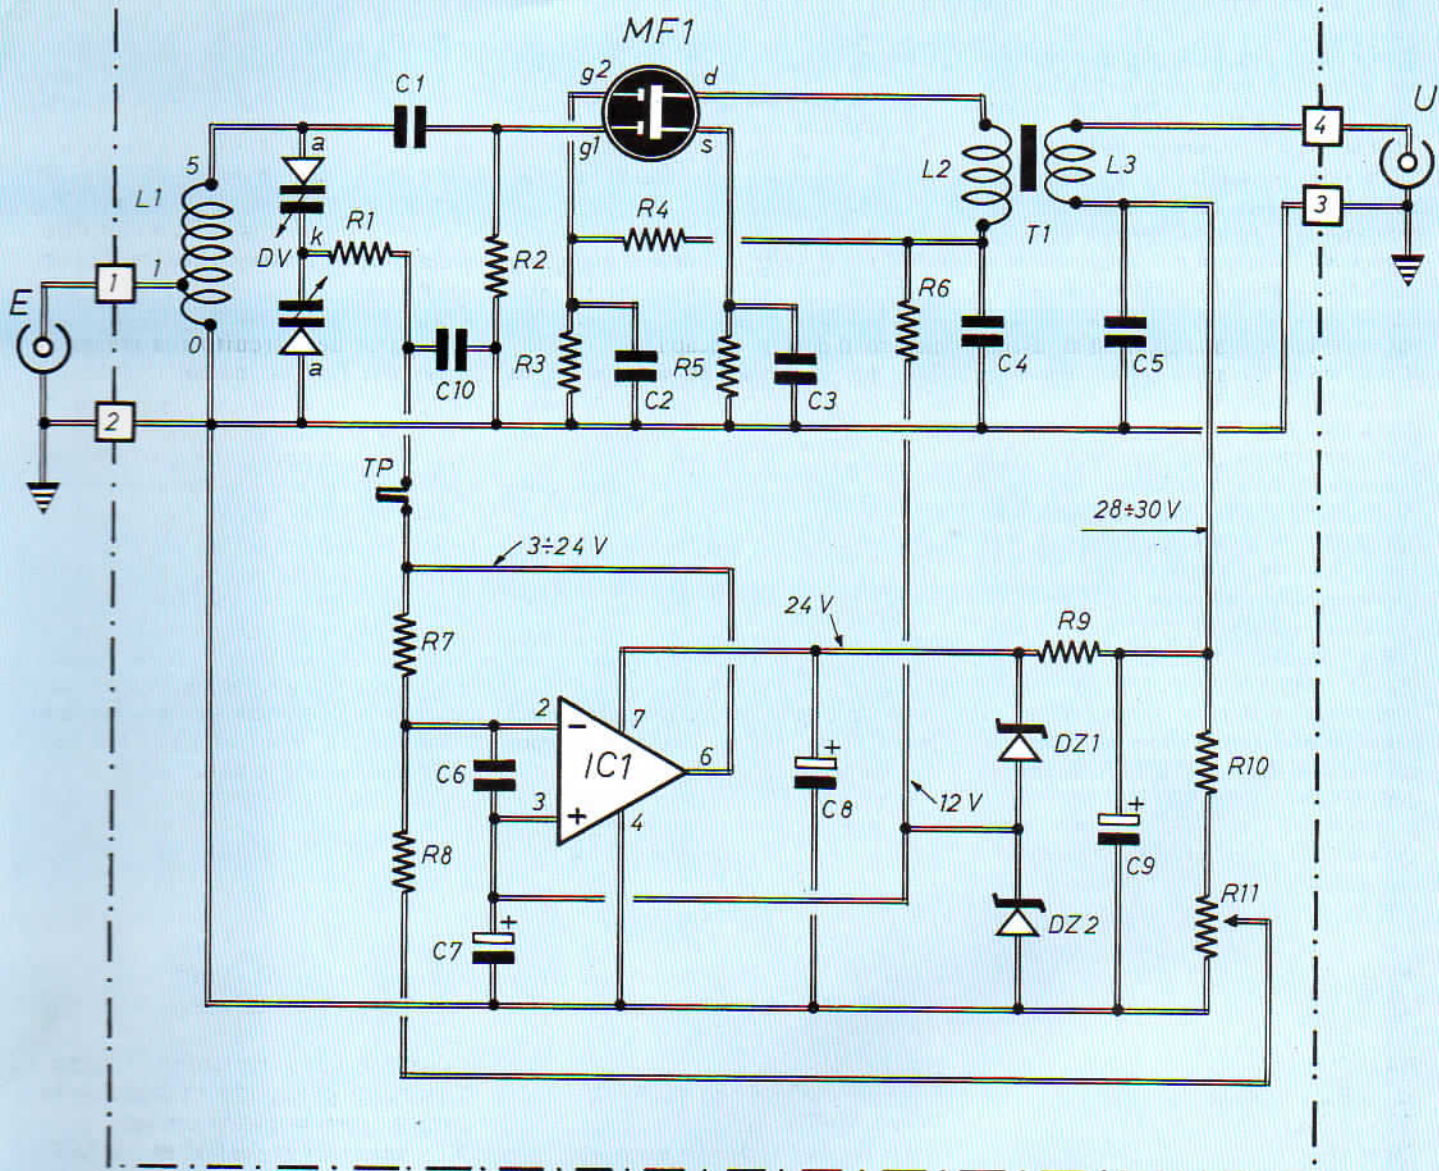 MF1
U
g2
d
C1
4
g1
s
a
5
L2
L3
L1
R4
3
T1
R1
k
DV
R2
1
1
E
R6
0
R3
R5
C4
C5
a
C10
C2
C3
2
TP
28÷30 V
3÷24 V
24 V
R9
R7
2
−
7
DZ1
IC1
6
+
R10
C6
3
+
4
C8
12 V
+
R8
C9
R11
+
C7
DZ2